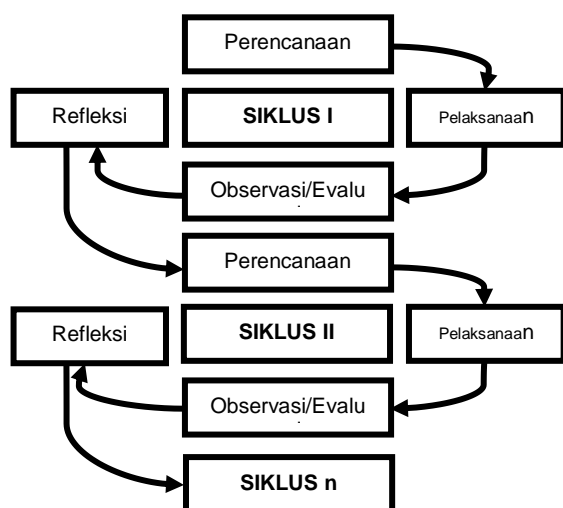 Perencanaan
Refleksi
SIKLUS I
Pelaksanaan
Observasi/Evalu
Perencanaan
Refleksi
SIKLUS II
Pelaksanaan
Observasi/Evalu
SIKLUS n